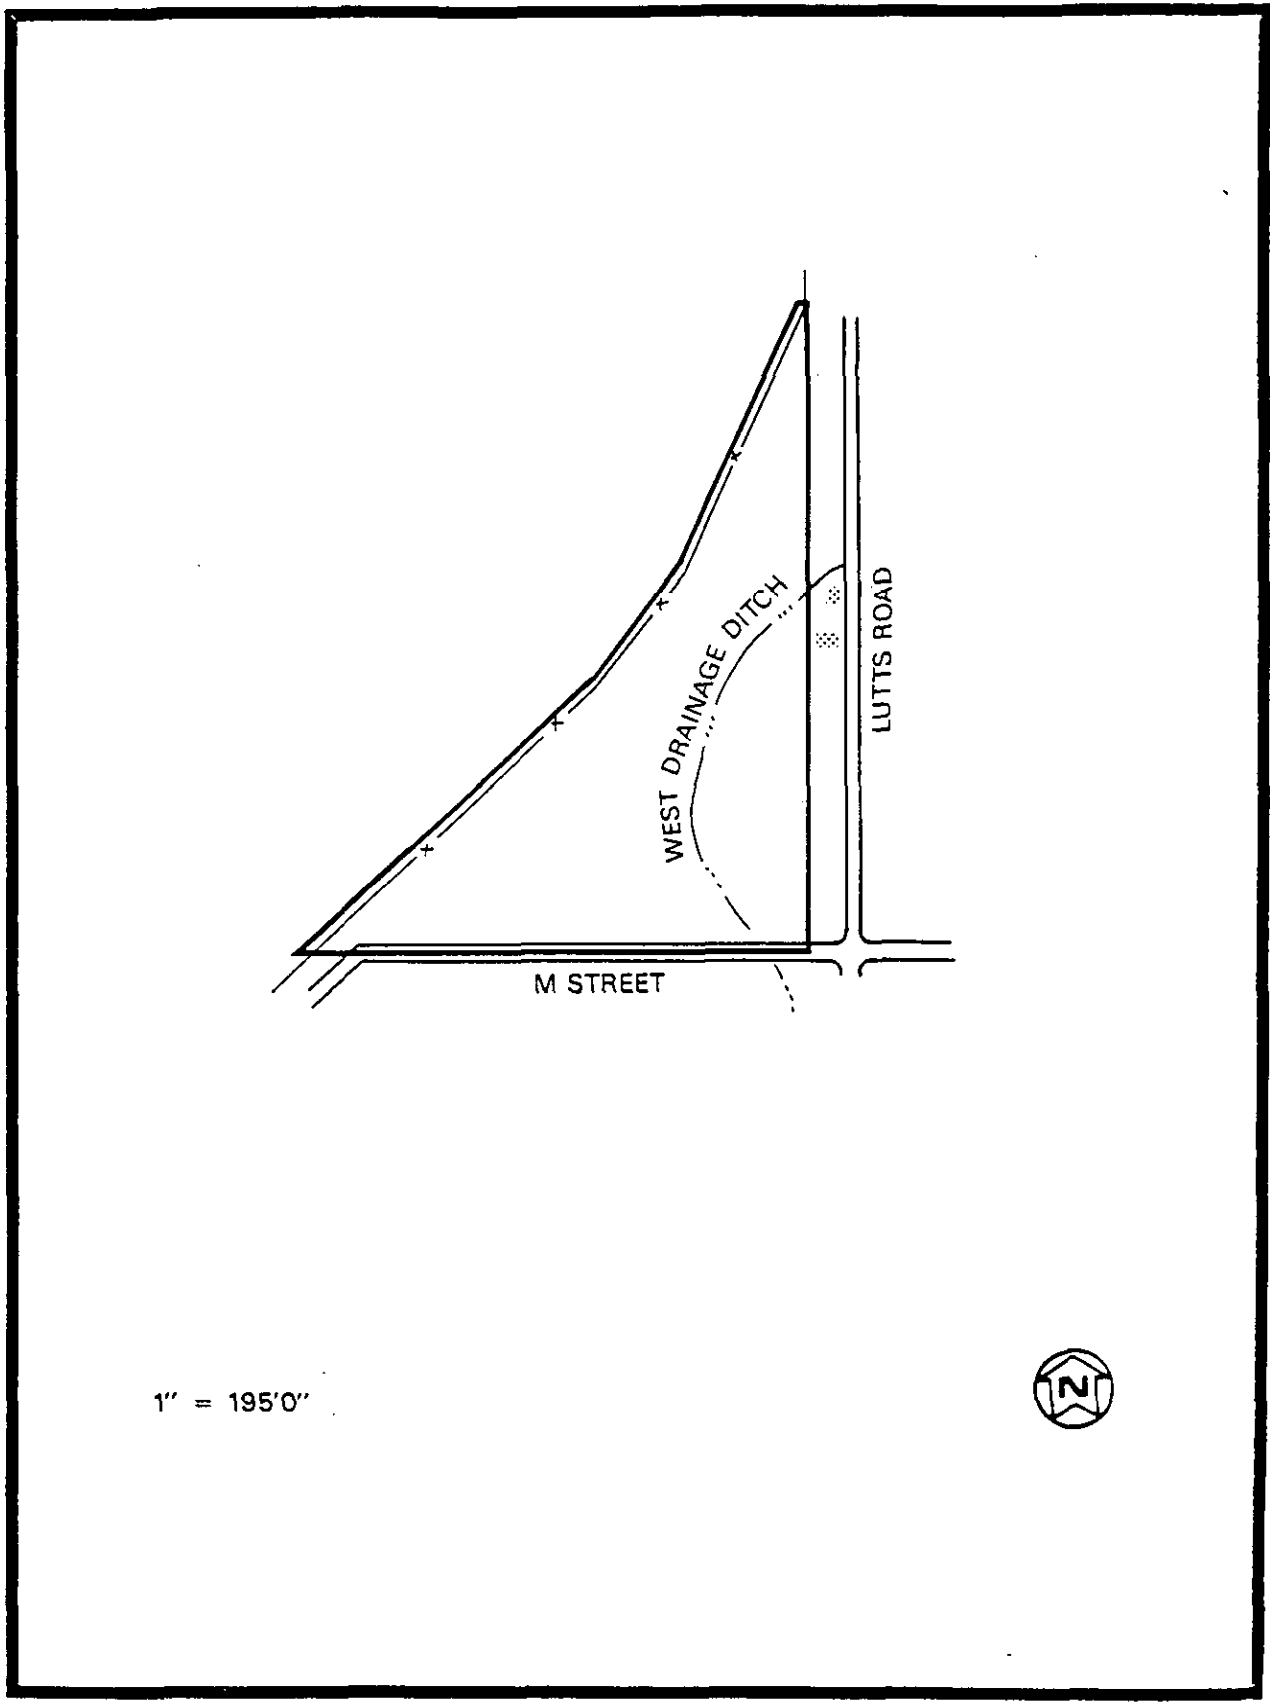 WEST DRAINAGE DITCH
LUTTS ROAD
M STREET
1" = 195'0"
N